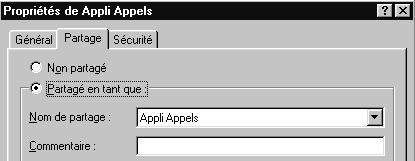 Propriétés de Appli Appels
Général Partage Sécurité
Non partagé
Partagé en tant que :
Nom de partage : Appli Appels
Commentaire :